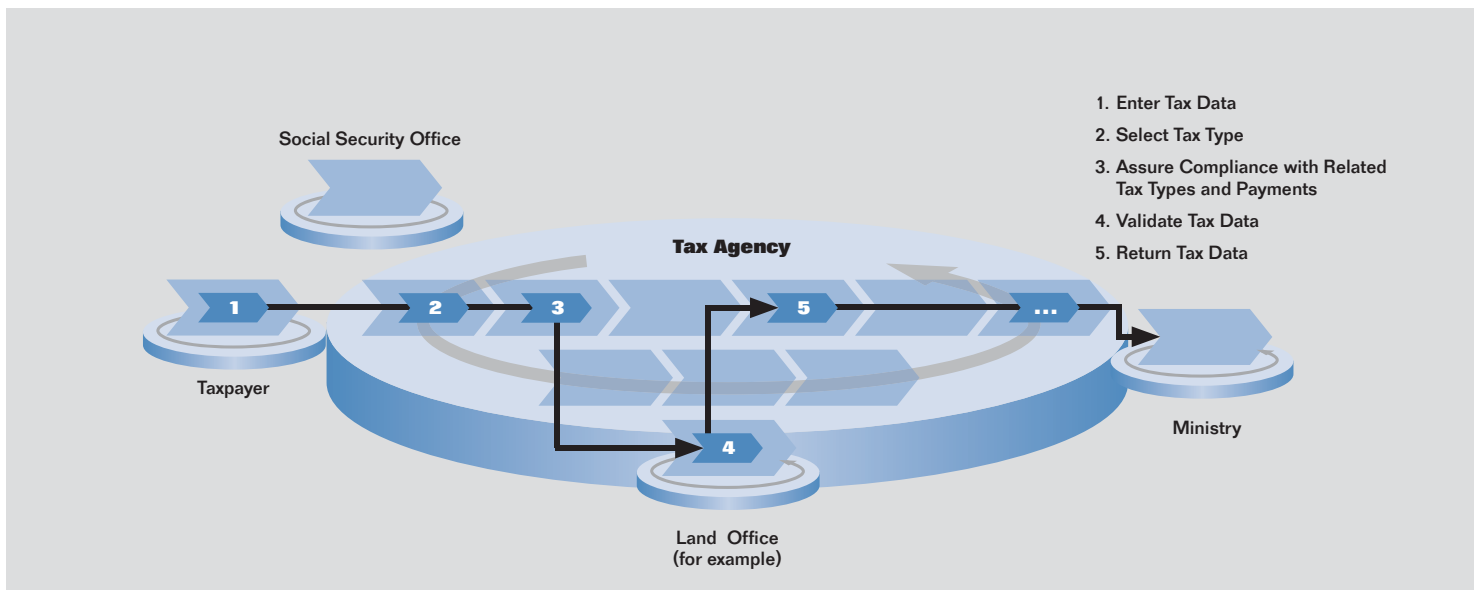 Social Security Office
Tax Agency
1
2
3
5
...
4
Taxpayer
Ministry
Land Office
(for example)
1. Enter Tax Data
2. Select Tax Type
3. Assure Compliance with Related
Tax Types and Payments
4. Validate Tax Data
5. Return Tax Data